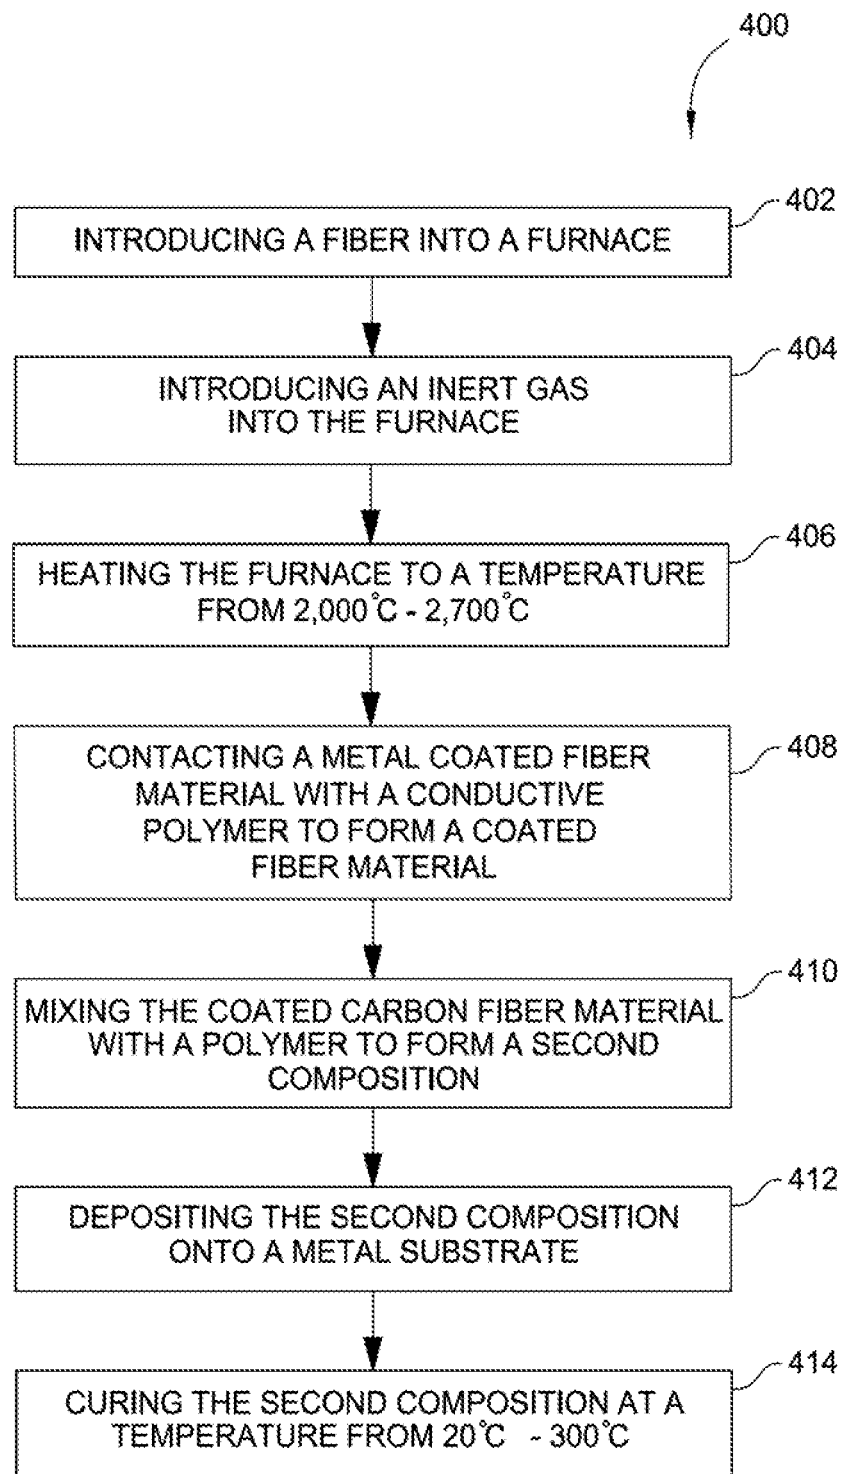 400
402
INTRODUCING A FIBER INTO A FURNACE
404
INTRODUCING AN INERT GAS
INTO THE FURNACE
406
HEATING THE FURNACE TO A TEMPERATURE
FROM 2,000°C - 2,700°C
408
CONTACTING A METAL COATED FIBER
MATERIAL WITH A CONDUCTIVE
POLYMER TO FORM A COATED
FIBER MATERIAL
410
MIXING THE COATED CARBON FIBER MATERIAL
WITH A POLYMER TO FORM A SECOND
COMPOSITION
412
DEPOSITING THE SECOND COMPOSITION
ONTO A METAL SUBSTRATE
414
CURING THE SECOND COMPOSITION AT A
TEMPERATURE FROM 20°C - 300°C